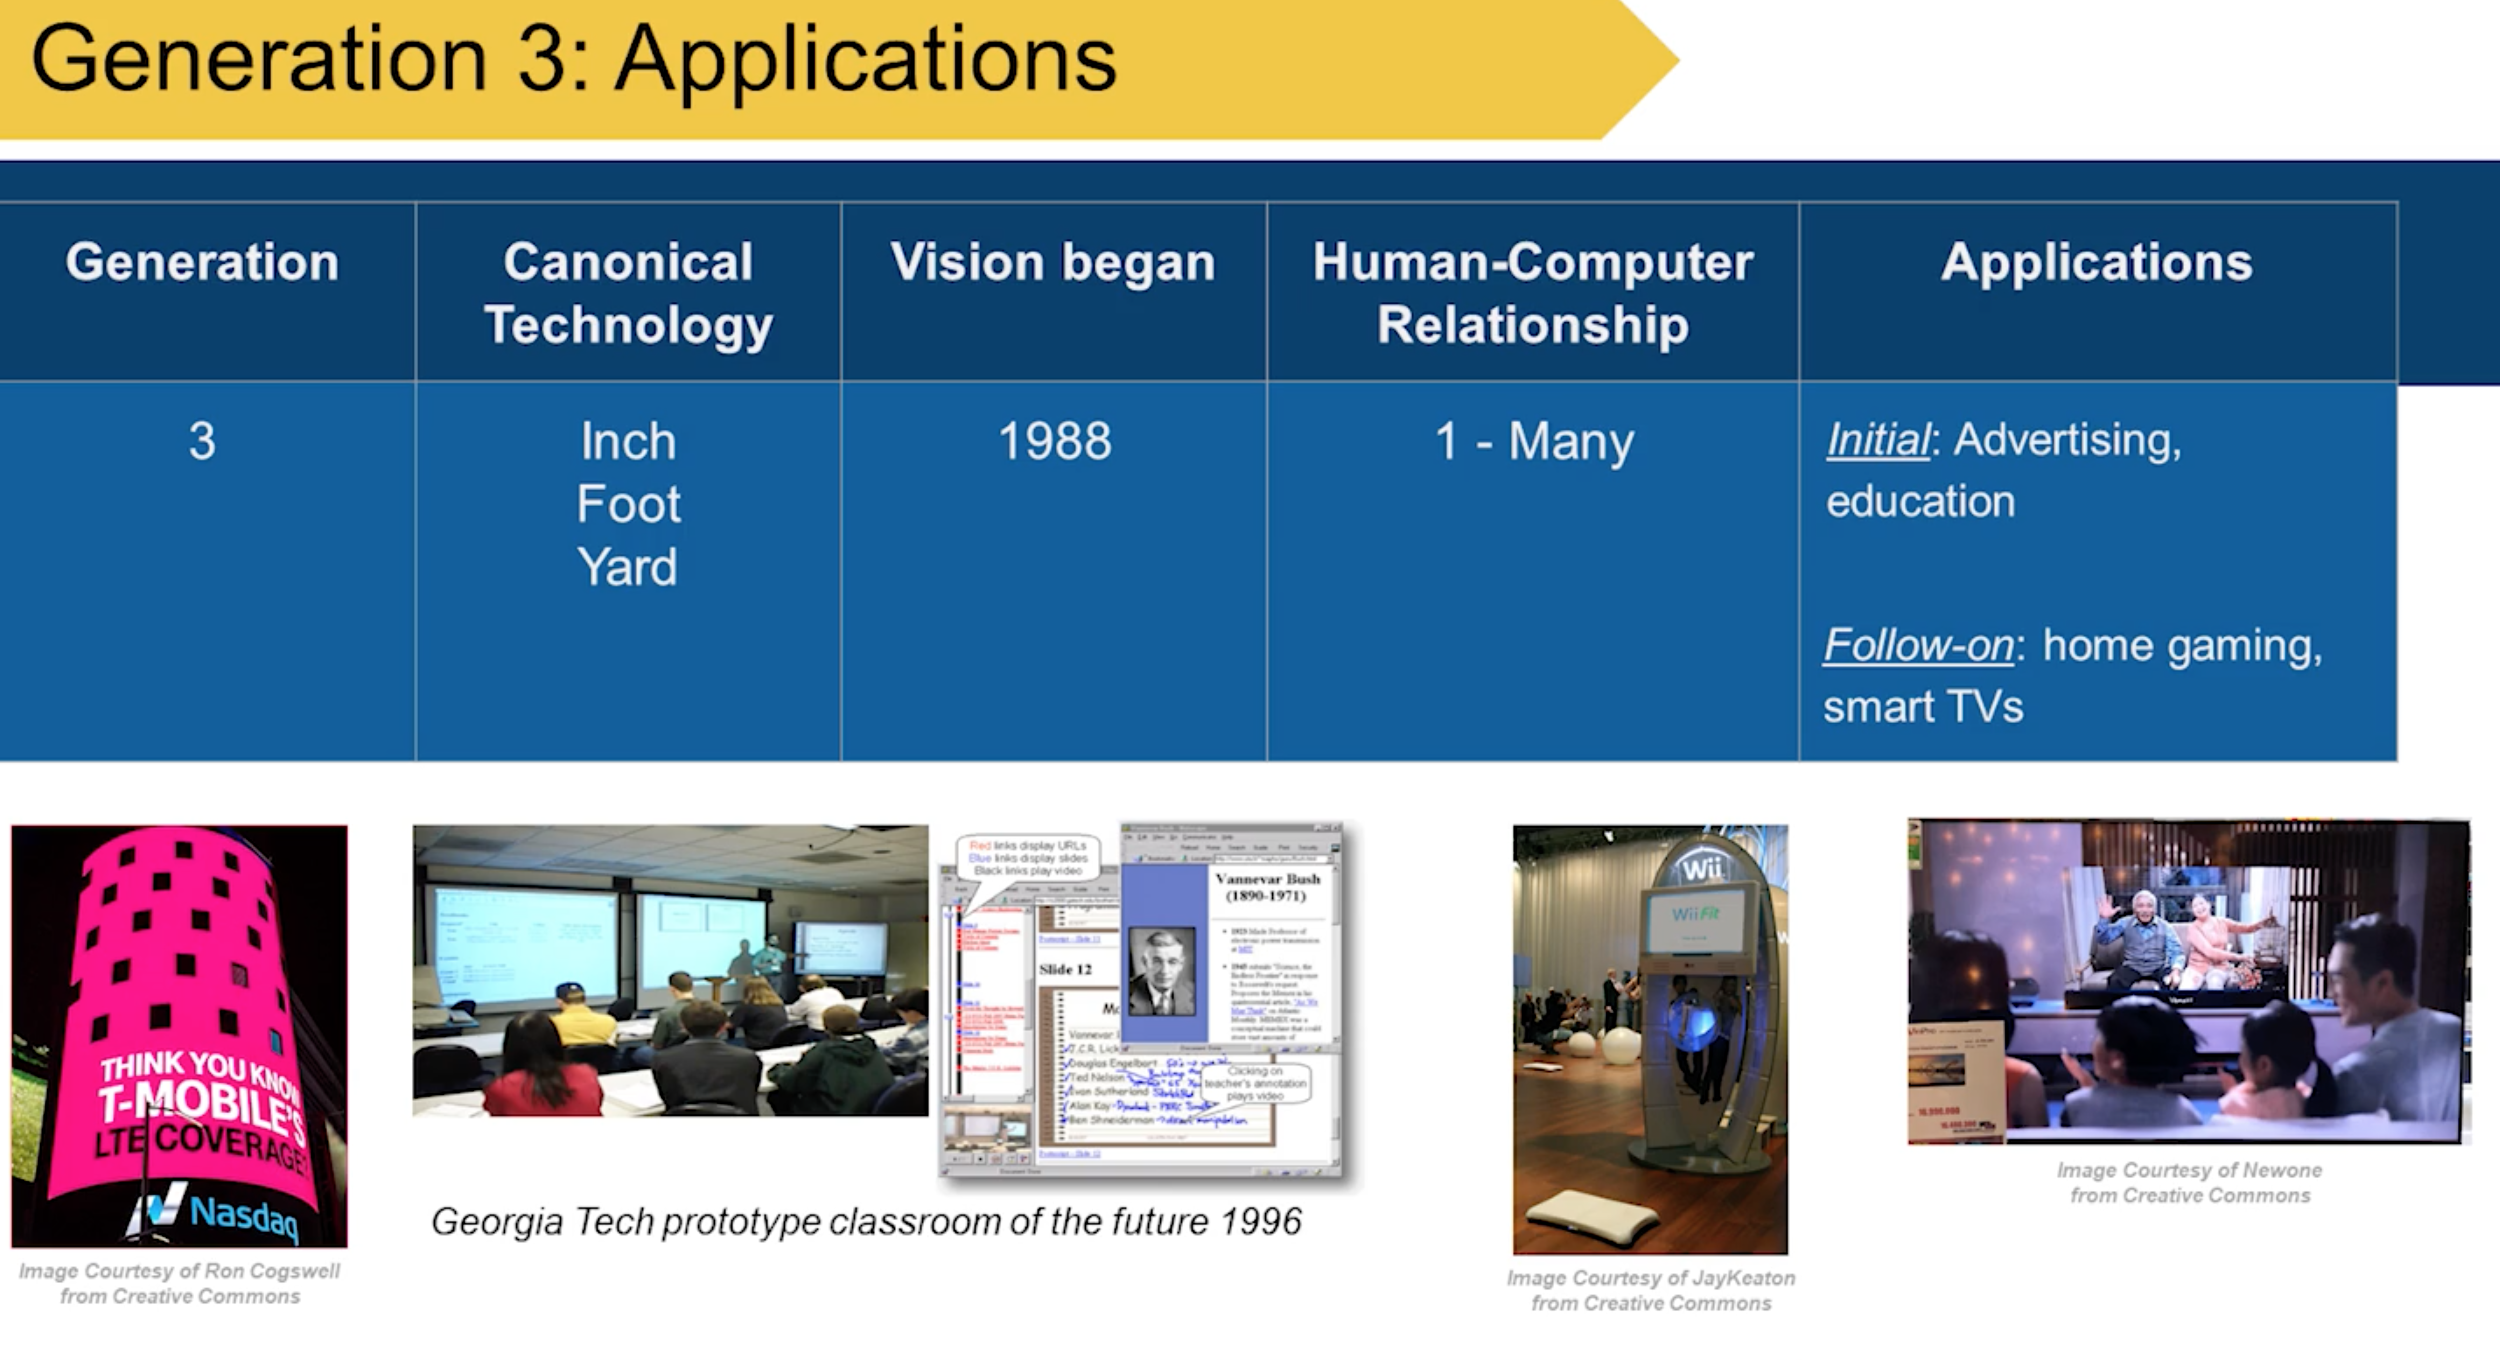 Generation 3: Applications
Generation
Canonical
Technology
Vision began
Human-Computer
Relationship
Applications
3
Inch
Foot
Yard
1988
1 - Many
Initial: Advertising,
education
Follow-on: home gaming,
smart TVs
THINK YOU KNOW
T-MOBILE'S
LTE COVERAGE?
Nasdaq
Image Courtesy of Ron Cogswell
from Creative Commons
Red links display URLs
Blue links display slides
Black links play video
Vannevar Bush
(1890-1971)
Slide 12
Vannevar
J.C.R. Lick
Douglas Engelbart
Ted Nelson
Ivan Sutherland
Alan Kay
Ben Shneiderman
Clicking on
teacher's annotation
plays video
Georgia Tech prototype classroom of the future 1996
Wii
Wii Fit
Image Courtesy of JayKeaton
from Creative Commons
Image Courtesy of Newone
from Creative Commons